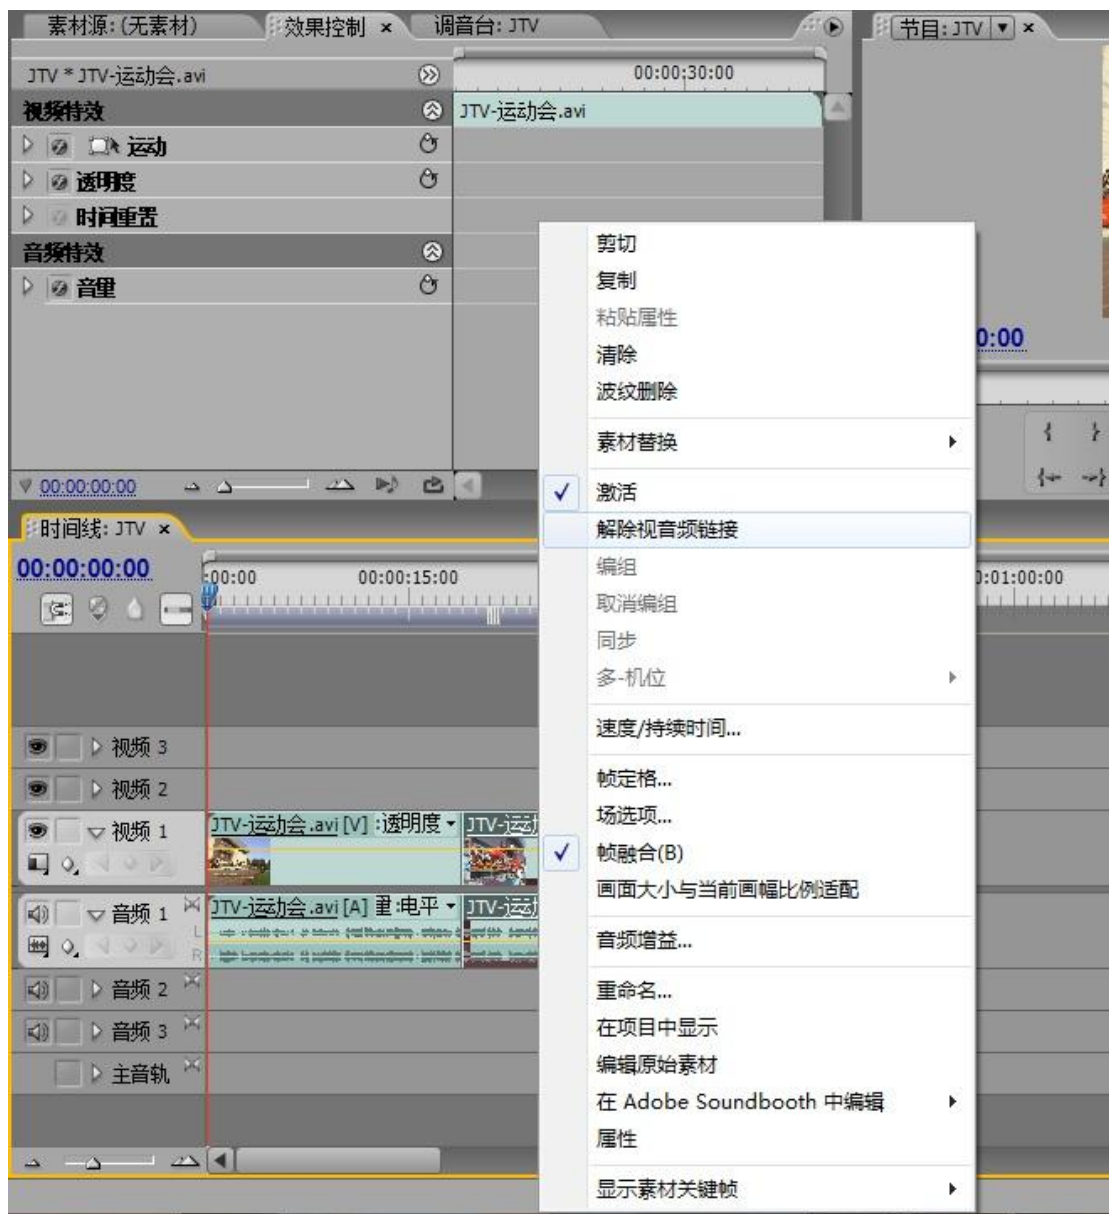 素材源:(无素材)
效果控制 ×
调音台: JTV
节目: JTV ×
JTV * JTV-运动会.avi
00:00:30:00
视频特效
JTV-运动会.avi
运动
透明度
时间重置
音频特效
音量
00:00:00:00
剪切
复制
粘贴属性
清除
波纹删除
素材替换
激活
解除视音频链接
编组
取消编组
同步
多-机位
速度/持续时间...
帧定格...
场选项...
帧融合(B)
画面大小与当前画幅比例适配
音频增益...
重命名...
在项目中显示
编辑原始素材
在 Adobe Soundbooth 中编辑
属性
显示素材关键帧
0:00
时间线: JTV ×
00:00:00:00
:00:00
00:00:15:00
0:01:00:00
视频 3
视频 2
视频 1
JTV-运动会.avi [V] :透明度
JTV-运动
音频 1
JTV-运动会.avi [A] 量:电平
JTV-运动
L
R
音频 2
音频 3
主音轨